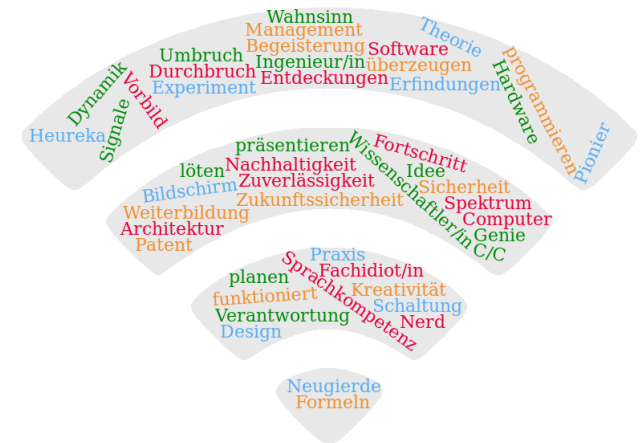 Wahnsinn
Management
Begeisterung
Theorie
Umbruch
Ingenieur/in
Software
Durchbruch
Entdeckungen
überzeugen
Experiment
Erfindungen
programmieren
Hardware
Dynamik
Vorbild
Signale
Heureka
Pionier
präsentieren
Wissenschaftler/in
Fortschritt
löten
Nachhaltigkeit
Idee
Bildschirm
Zuverlässigkeit
Sicherheit
Zukunftssicherheit
Spektrum
Weiterbildung
Computer
Architektur
Genie
Patent
C/C
Praxis
Sprachkompetenz
Fachidiot/in
planen
Kreativität
funktioniert
Schaltung
Verantwortung
Nerd
Design
Neugierde
Formeln